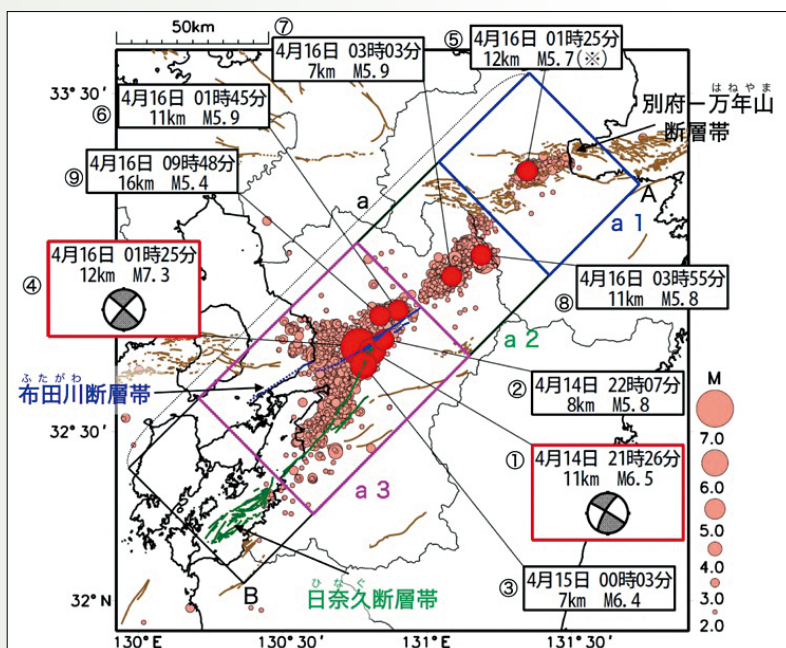 50km
⑦
4月16日 03時03分
7km M5.9
⑤
4月16日 01時25分
12km M5.7(※)
33°30'
はねやま
別府－万年山
断層帯
4月16日 01時45分
11km M5.9
⑥
⑨
4月16日 09時48分
16km M5.4
a
A
a1
④
4月16日 01時25分
12km M7.3
4月16日 03時55分
11km M5.8
⑧
a2
ふたがわ
布田川断層帯
②
4月14日 22時07分
8km M5.8
M
7.0
6.0
5.0
4.0
3.0
2.0
32°30'
①
4月14日 21時26分
11km M6.5
a3
B
ひなぐ
日奈久断層帯
③
4月15日 00時03分
7km M6.4
32°N
130°E
130°30'
131°E
131°30'